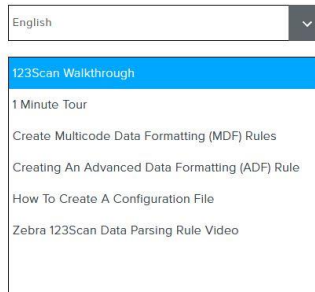 English
123Scan Walkthrough
1 Minute Tour
Create Multicode Data Formatting (MDF) Rules
Creating An Advanced Data Formatting (ADF) Rule
How To Create A Configuration File
Zebra 123Scan Data Parsing Rule Video